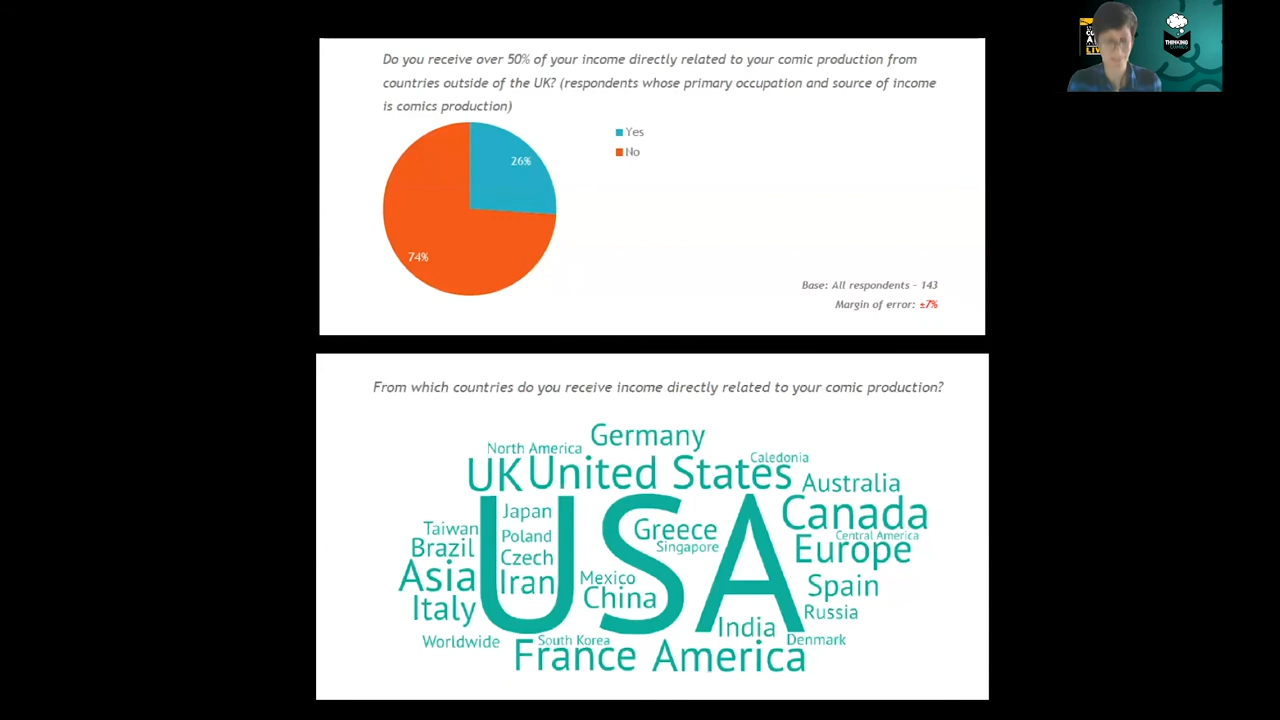 Do you receive over 50% of your income directly related to your comic production from
countries outside of the UK? (respondents whose primary occupation and source of income
is comics production)
Yes
No
26%
74%
Base: All respondents - 143
Margin of error: ±7%
From which countries do you receive income directly related to your comic production?
Germany
North America
Caledonia
UK United States
Australia
USA
Canada
Japan
Greece
Taiwan
Poland
Central America
Singapore
Brazil
Czech
Europe
Asia
Iran
Mexico
Spain
China
Italy
Russia
India
Worldwide
South Korea
Denmark
France America
THINKING
COMICS